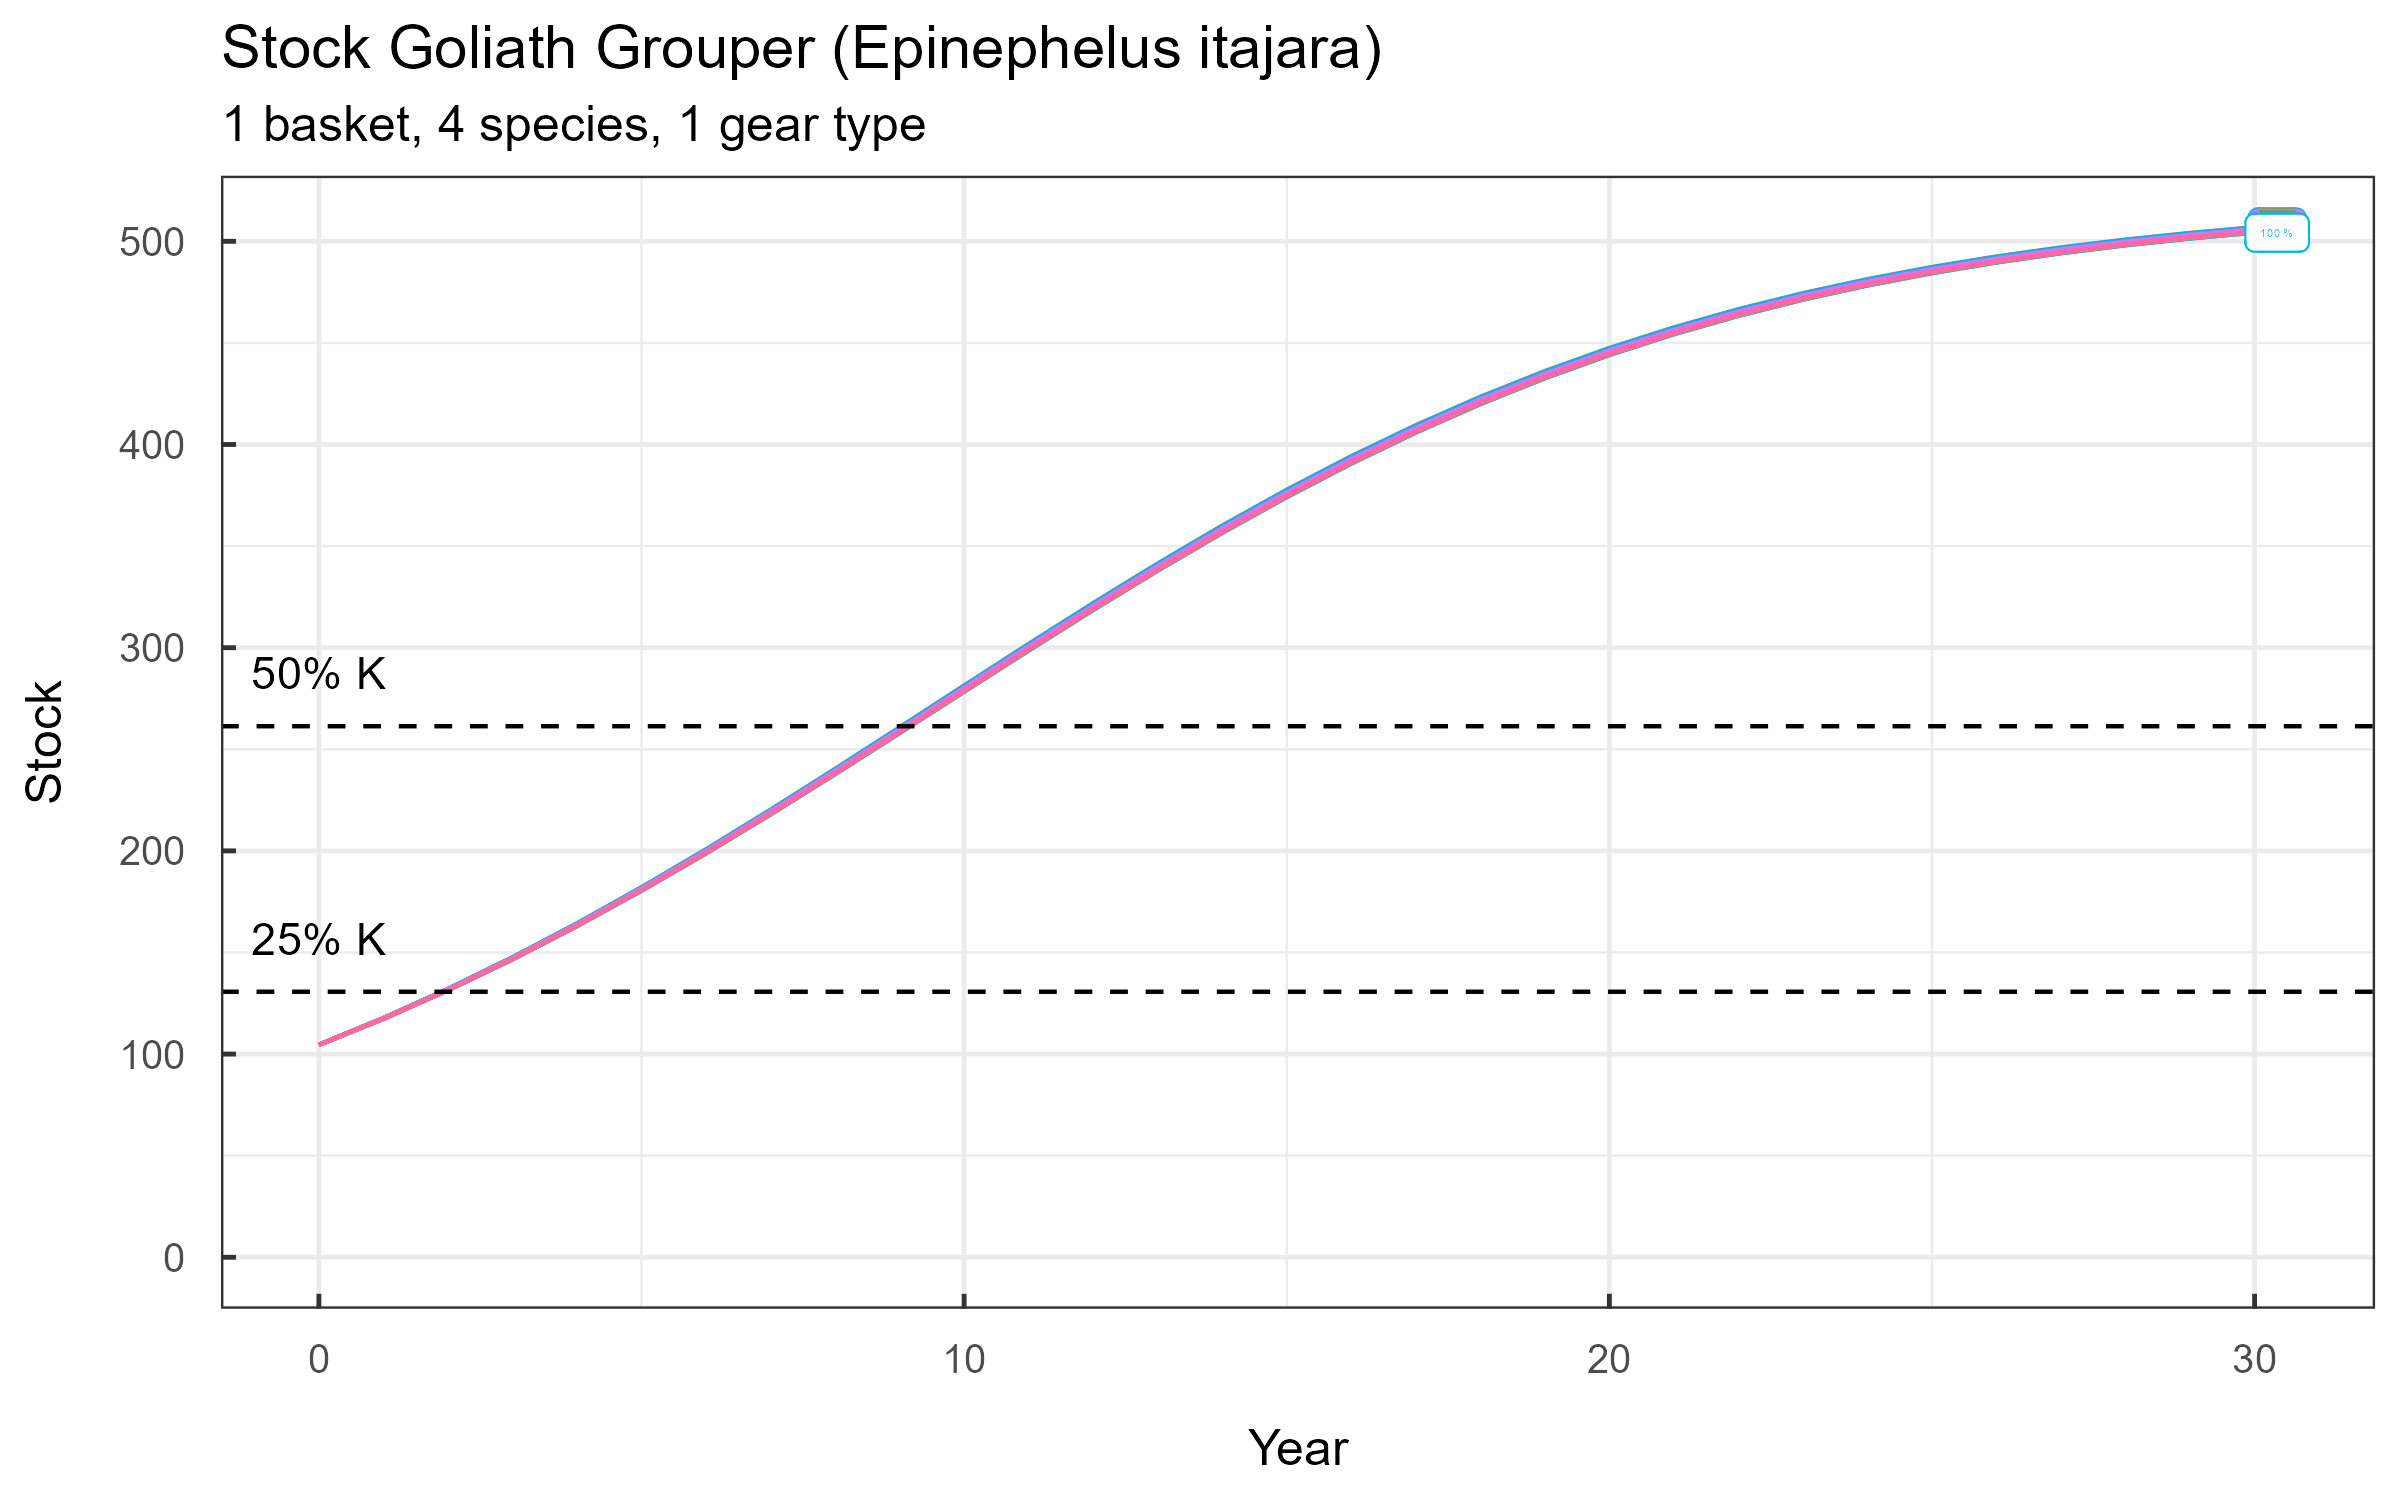 Stock Goliath Grouper (Epinephelus itajara)
1 basket, 4 species, 1 gear type
Stock
500
400
300
200
100
0
50% K
25% K
100 %
0 10 20 30
Year